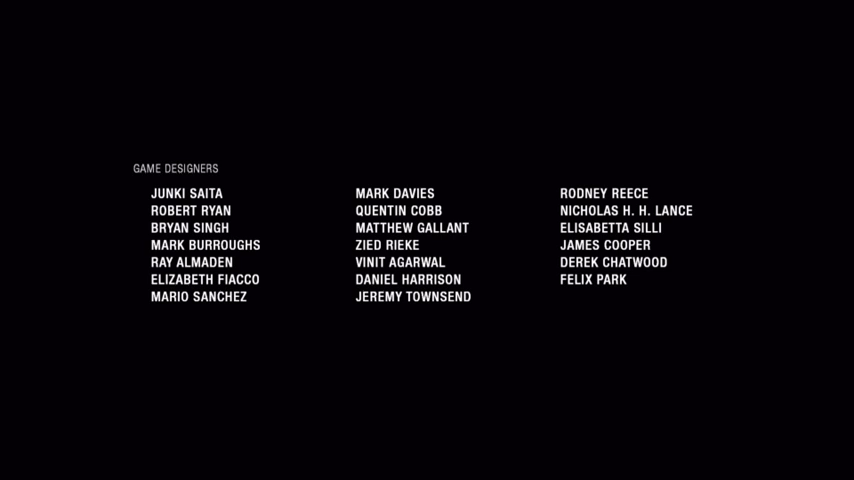 GAME DESIGNERS
JUNKI SAITA
ROBERT RYAN
BRYAN SINGH
MARK BURROUGHS
RAY ALMADEN
ELIZABETH FIACCO
MARIO SANCHEZ
MARK DAVIES
QUENTIN COBB
MATTHEW GALLANT
ZIED RIEKE
VINIT AGARWAL
DANIEL HARRISON
JEREMY TOWNSEND
RODNEY REECE
NICHOLAS H. H. LANCE
ELISABETTA SILLI
JAMES COOPER
DEREK CHATWOOD
FELIX PARK